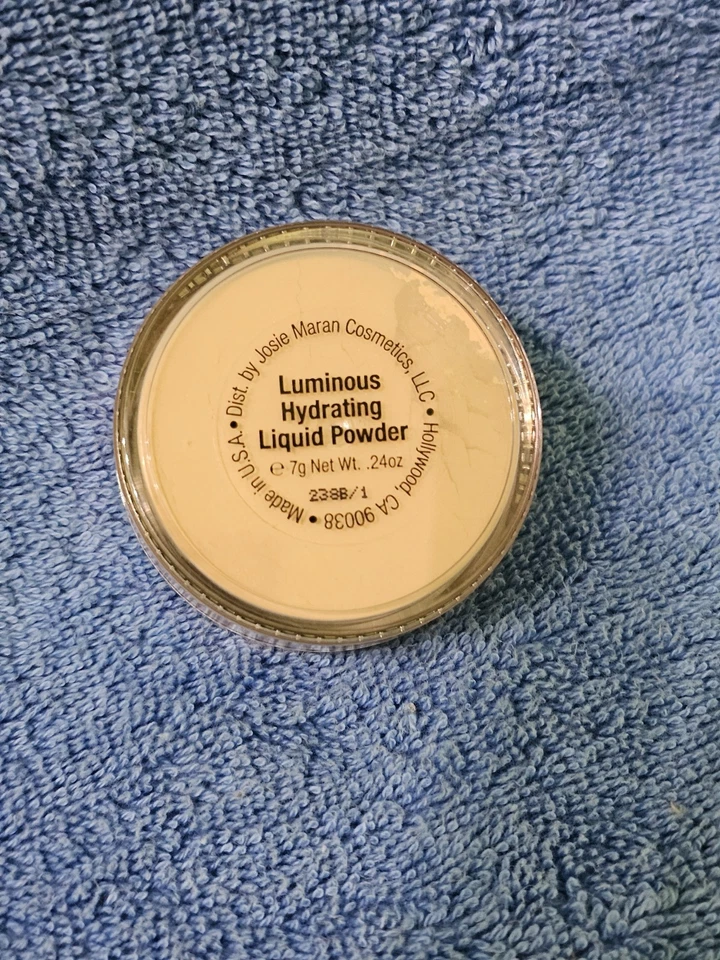 Dist. by Josie Maran Cosmetics, LLC • Hollywood, CA 90038 • Made in U.S.A. •
Luminous
Hydrating
Liquid Powder
℮ 7g Net Wt. .24oz
238B/1